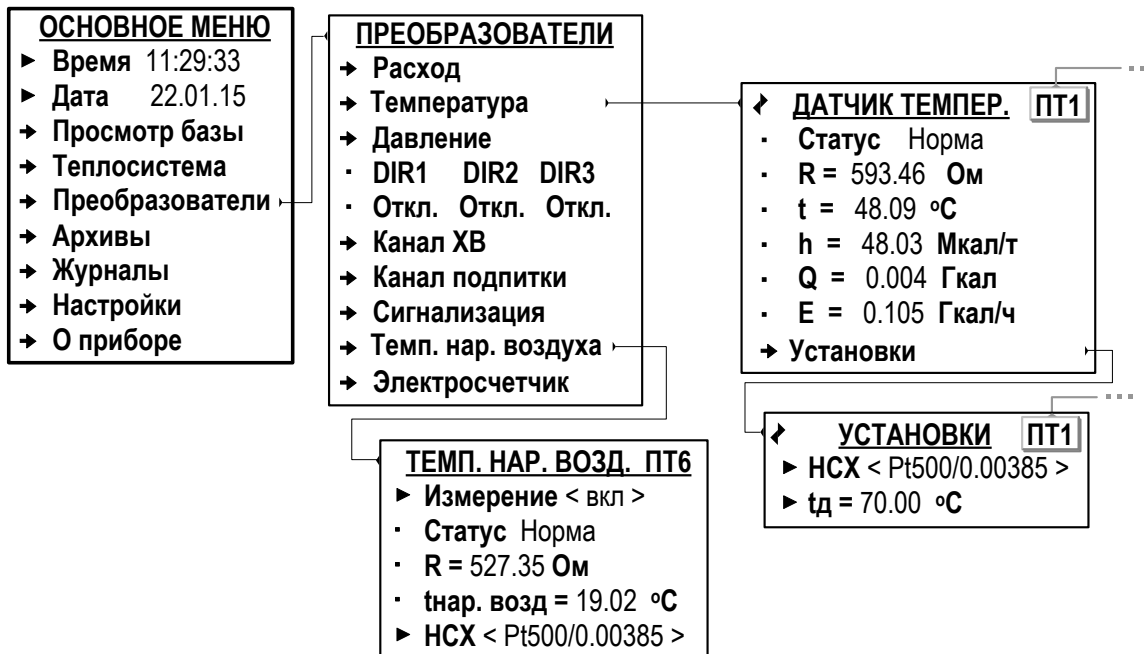 ОСНОВНОЕ МЕНЮ
► Время 11:29:33
► Дата 22.01.15
➔ Просмотр базы
➔ Теплосистема
➔ Преобразователи
➔ Архивы
➔ Журналы
➔ Настройки
➔ О приборе
ПРЕОБРАЗОВАТЕЛИ
➔ Расход
➔ Температура
➔ Давление
· DIR1 DIR2 DIR3
· Откл. Откл. Откл.
➔ Канал ХВ
➔ Канал подпитки
➔ Сигнализация
➔ Темп. нар. воздуха
➔ Электросчетчик
ДАТЧИК ТЕМПЕР. ПТ1
· Статус Норма
· R = 593.46 Ом
· t = 48.09 ºС
· h = 48.03 Мкал/т
· Q = 0.004 Гкал
· E = 0.105 Гкал/ч
➔ Установки
УСТАНОВКИ ПТ1
► НСХ < Pt500/0.00385 >
► tд = 70.00 ºС
ТЕМП. НАР. ВОЗД. ПТ6
► Измерение < вкл >
· Статус Норма
· R = 527.35 Ом
· tнар. возд = 19.02 ºС
► НСХ < Pt500/0.00385 >